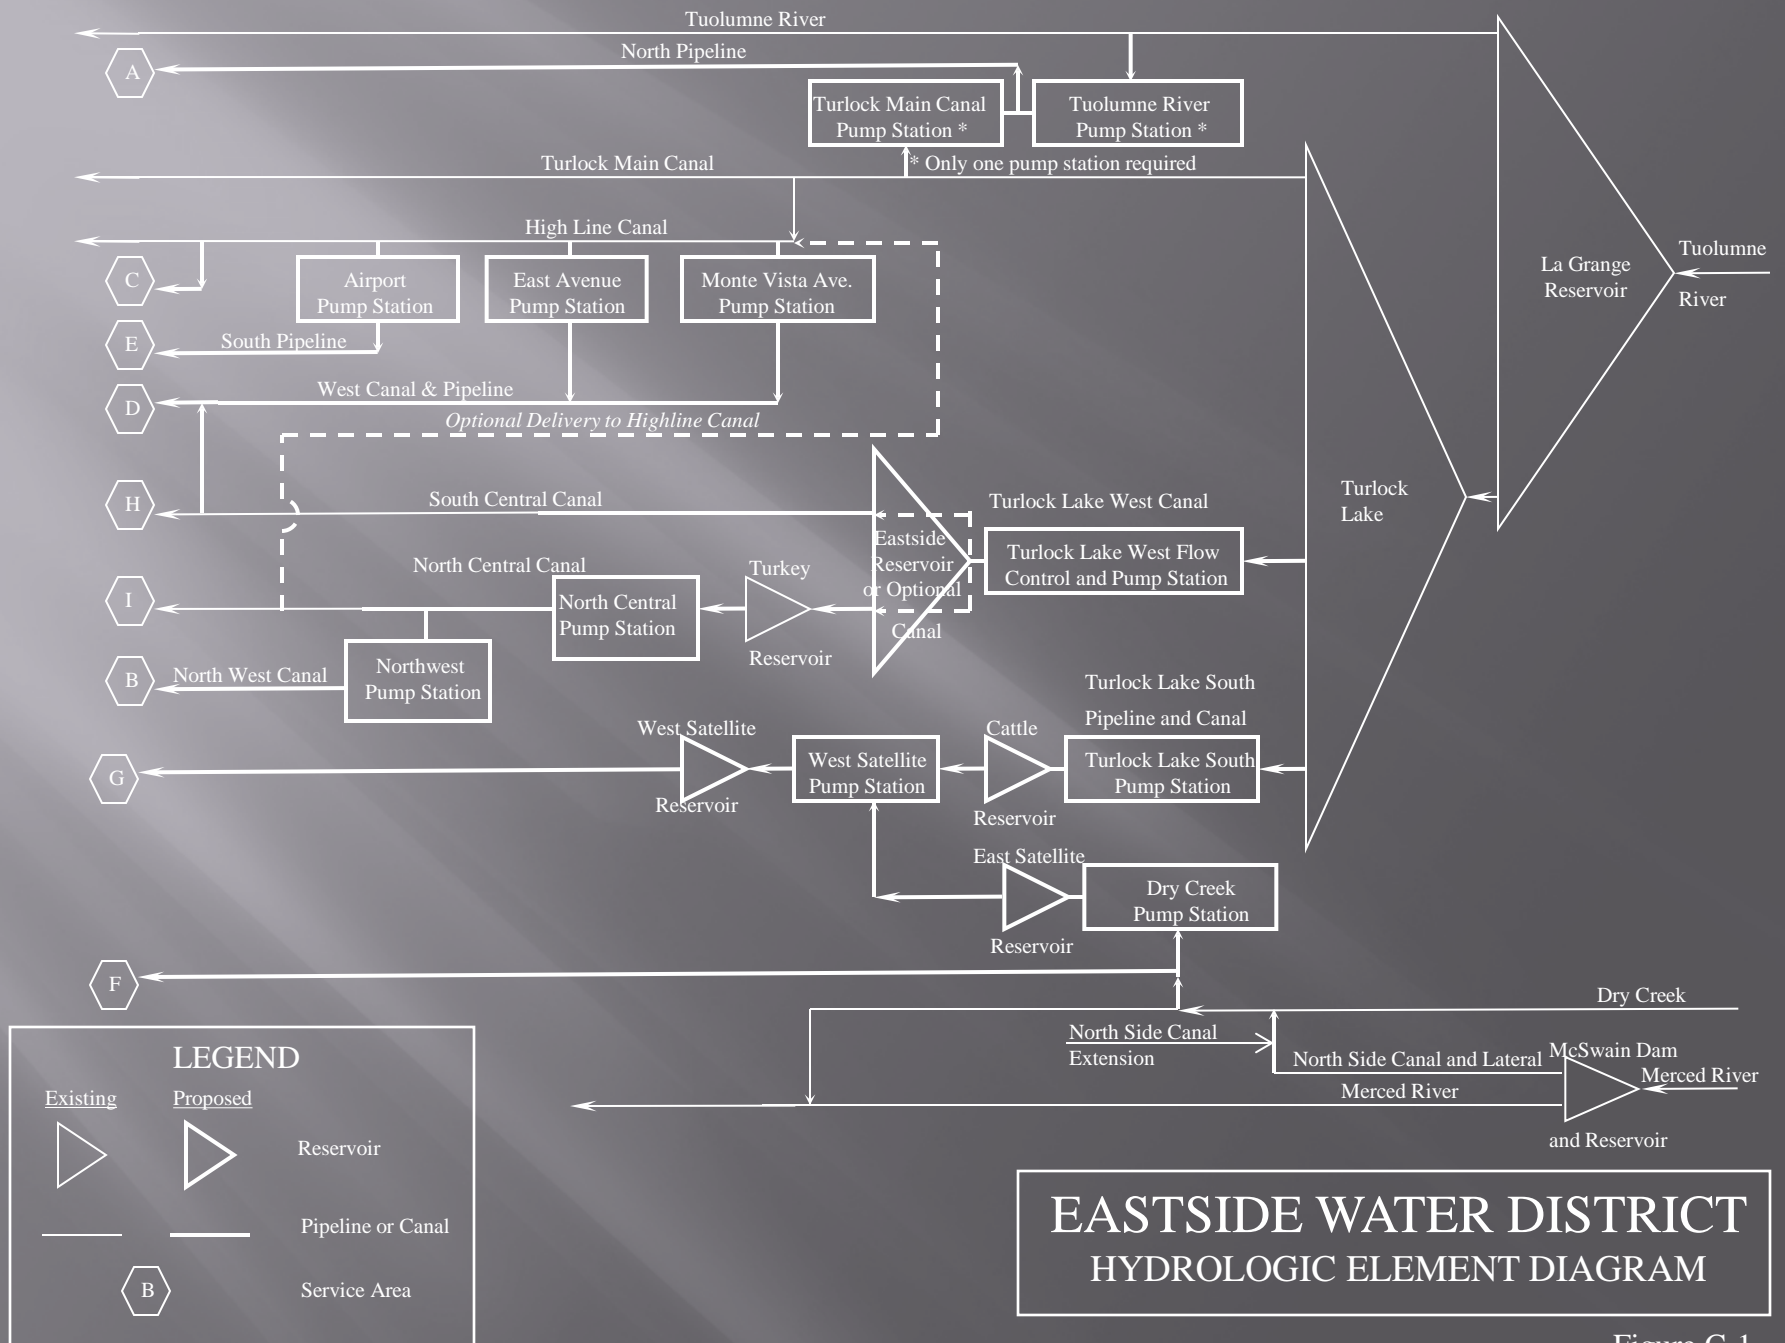 Tuolumne River
North Pipeline
A
Turlock Main Canal
Pump Station *
Tuolumne River
Pump Station *
Turlock Main Canal
* Only one pump station required
High Line Canal
C
Airport
Pump Station
East Avenue
Pump Station
Monte Vista Ave.
Pump Station
La Grange
Reservoir
Tuolumne
River
E
South Pipeline
D
West Canal & Pipeline
Optional Delivery to Highline Canal
H
South Central Canal
Turlock Lake West Canal
Turlock
Lake
Eastside
Reservoir
or Optional
Canal
Turlock Lake West Flow
Control and Pump Station
I
North Central Canal
North Central
Pump Station
Turkey
Reservoir
B
North West Canal
Northwest
Pump Station
Turlock Lake South
Pipeline and Canal
G
West Satellite
Reservoir
West Satellite
Pump Station
Cattle
Reservoir
Turlock Lake South
Pump Station
East Satellite
Reservoir
Dry Creek
Pump Station
F
Dry Creek
North Side Canal
Extension
North Side Canal and Lateral
McSwain Dam
Merced River
Merced River
and Reservoir
LEGEND
Existing
Proposed
Reservoir
Pipeline or Canal
B
Service Area
EASTSIDE WATER DISTRICT
HYDROLOGIC ELEMENT DIAGRAM
Figure C-1